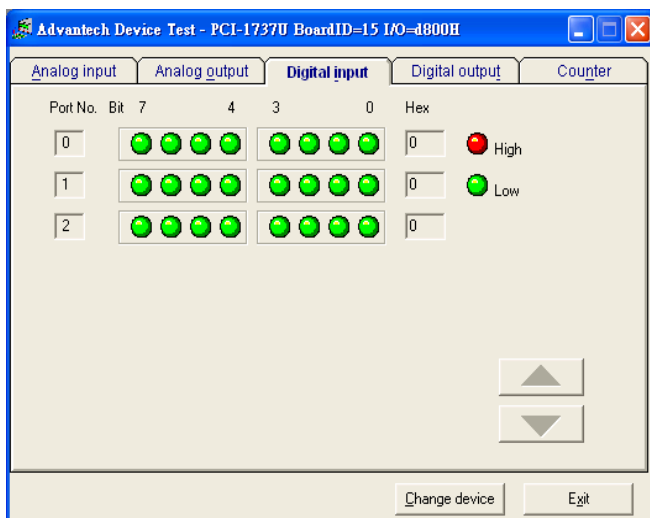 Advantech Device Test - PCI-1737U BoardID=15 I/O=d800H
Analog input Analog output Digital input Digital output Counter
Port No. Bit 7 4 3 0 Hex
0 0 High
1 0 Low
2 0
Change device Exit